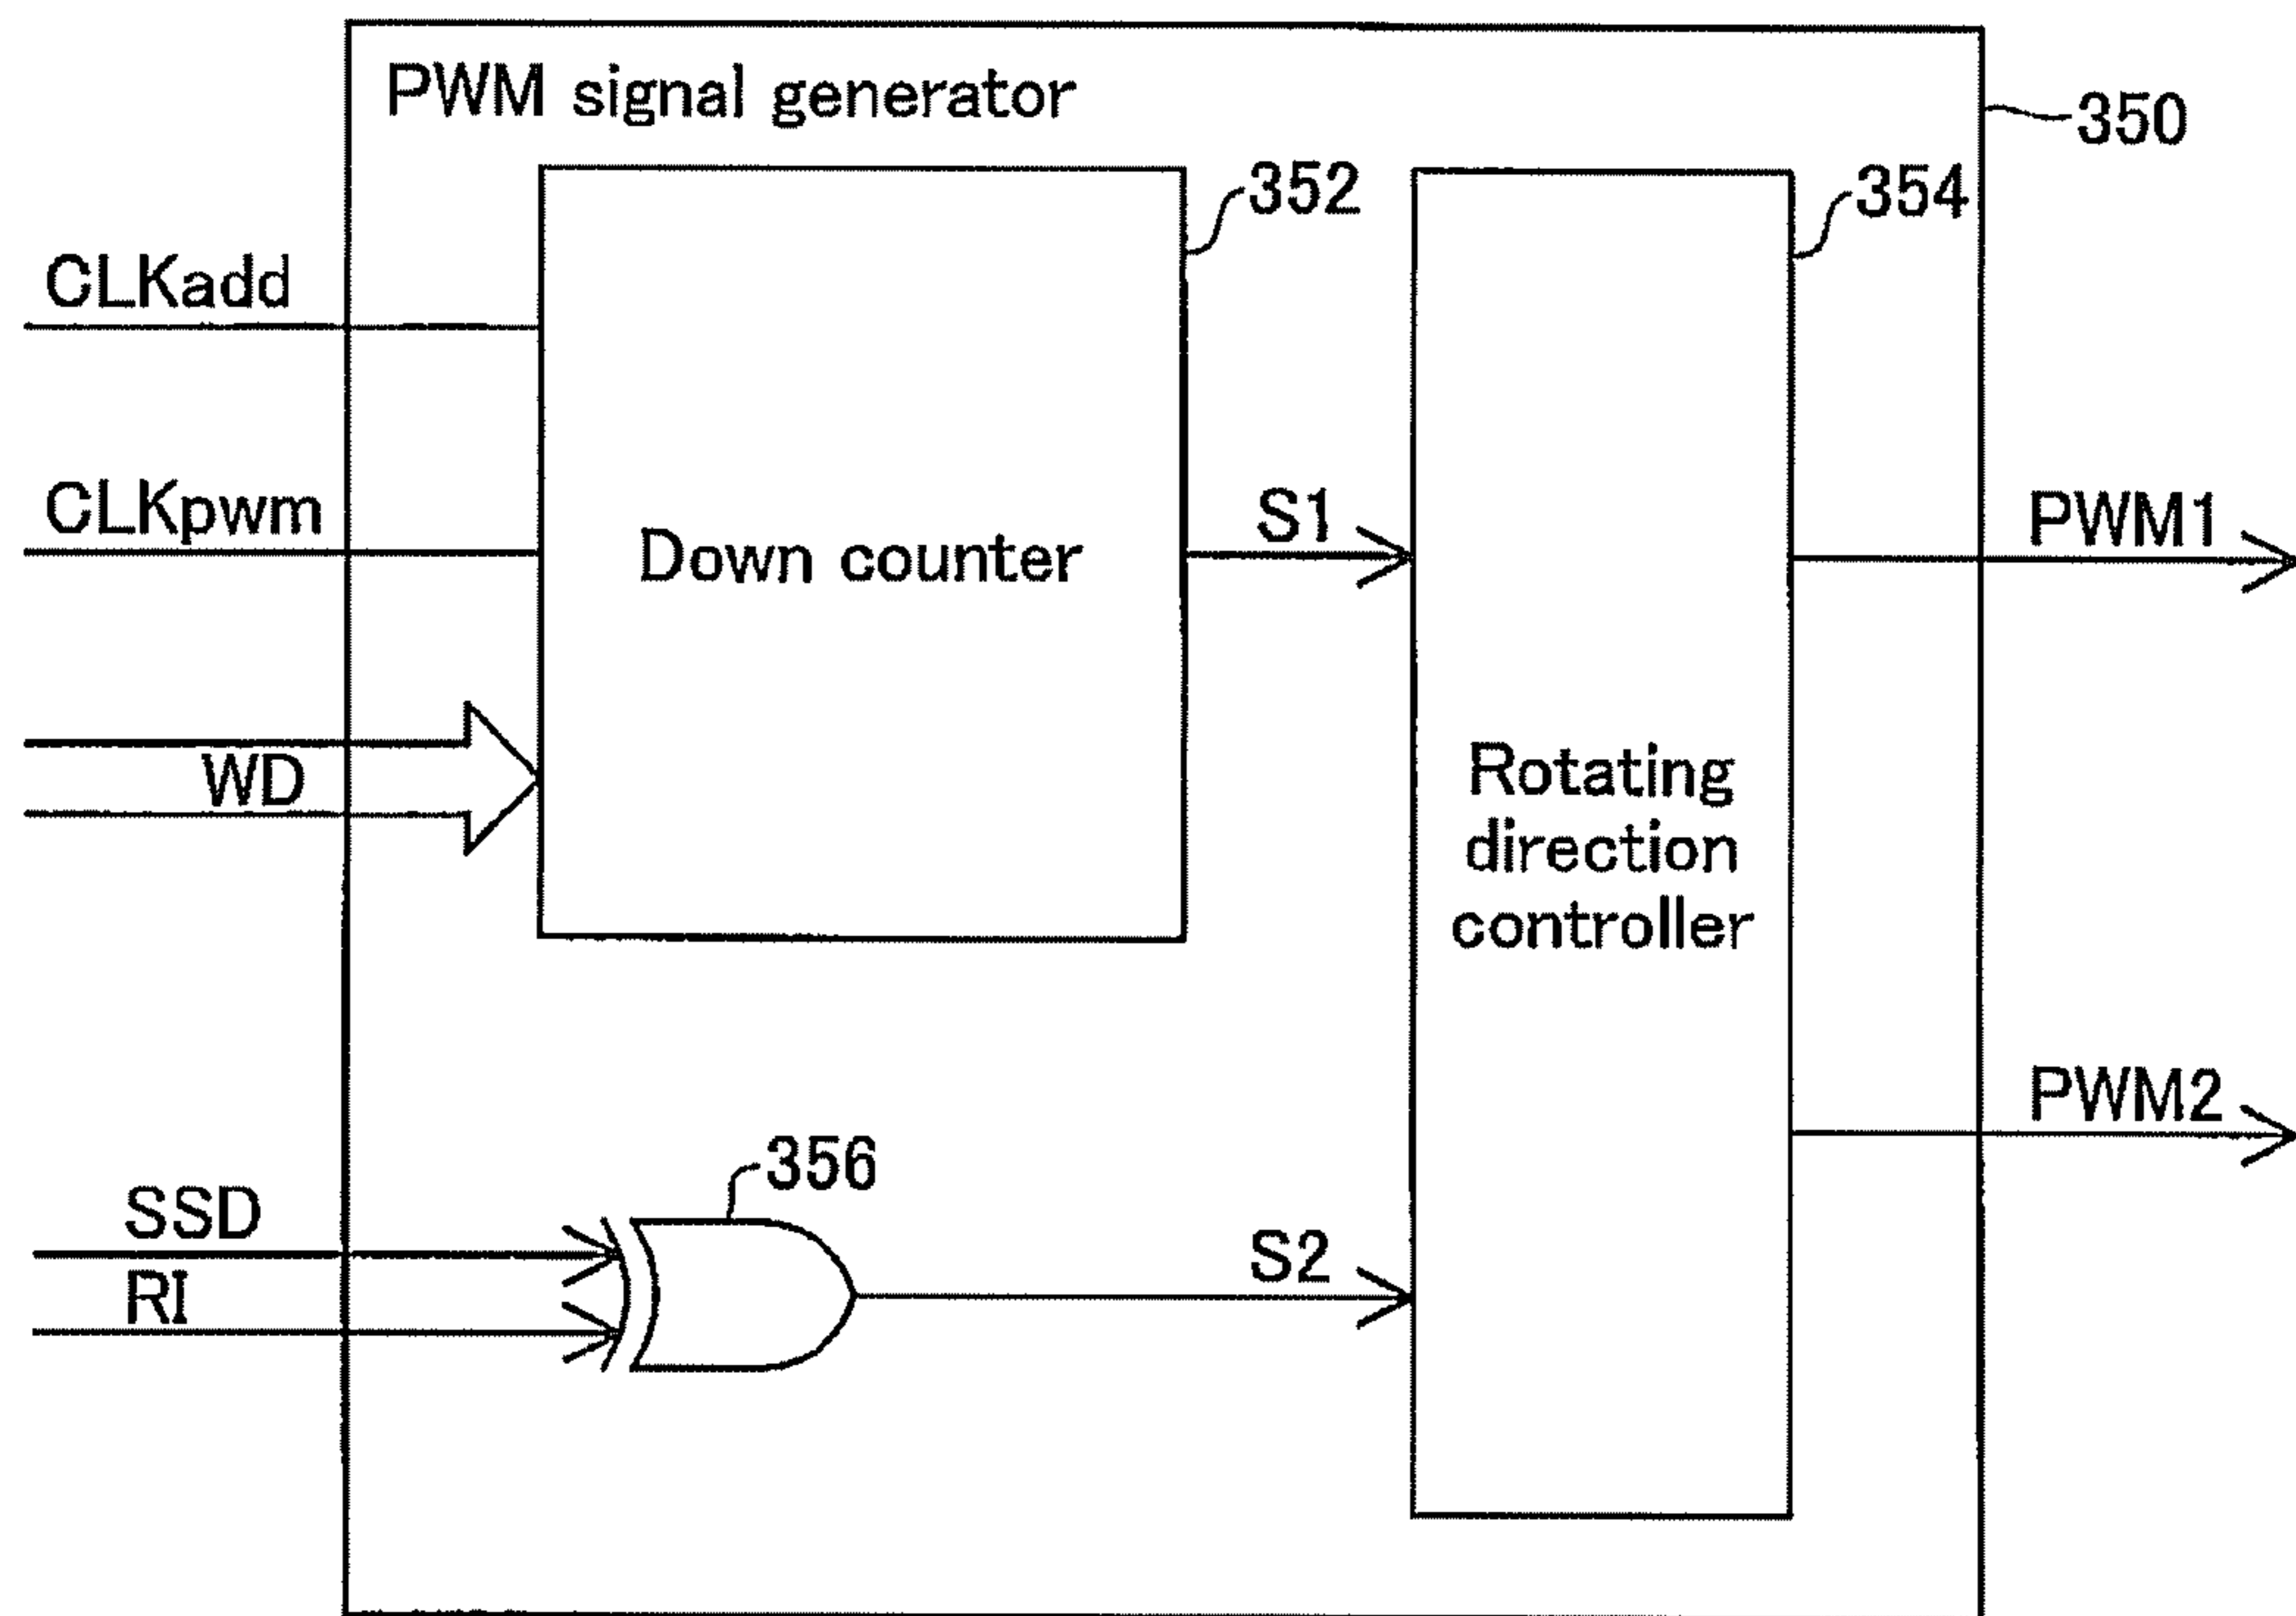 PWM signal generator
350
352
354
CLKadd
CLKpwm
S1
PWM1
Down counter
WD
Rotating
direction
controller
PWM2
356
SSD
RI
S2